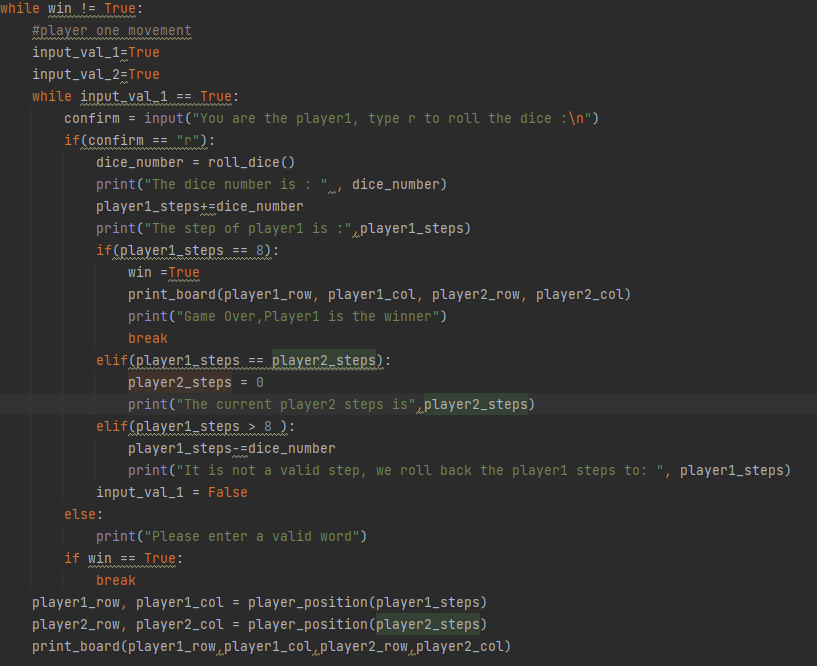 while win != True:
    #player one movement
    input_val_1=True
    input_val_2=True
    while input_val_1 == True:
        confirm = input("You are the player1, type r to roll the dice :\n")
        if(confirm == "r"):
            dice_number = roll_dice()
            print("The dice number is : " , dice_number)
            player1_steps+=dice_number
            print("The step of player1 is :",player1_steps)
            if(player1_steps == 8):
                win =True
                print_board(player1_row, player1_col, player2_row, player2_col)
                print("Game Over,Player1 is the winner")
                break
            elif(player1_steps == player2_steps):
                player2_steps = 0
                print("The current player2 steps is",player2_steps)
            elif(player1_steps > 8 ):
                player1_steps-=dice_number
                print("It is not a valid step, we roll back the player1 steps to: ", player1_steps)
            input_val_1 = False
        else:
            print("Please enter a valid word")
        if win == True:
            break
    player1_row, player1_col = player_position(player1_steps)
    player2_row, player2_col = player_position(player2_steps)
    print_board(player1_row,player1_col,player2_row,player2_col)